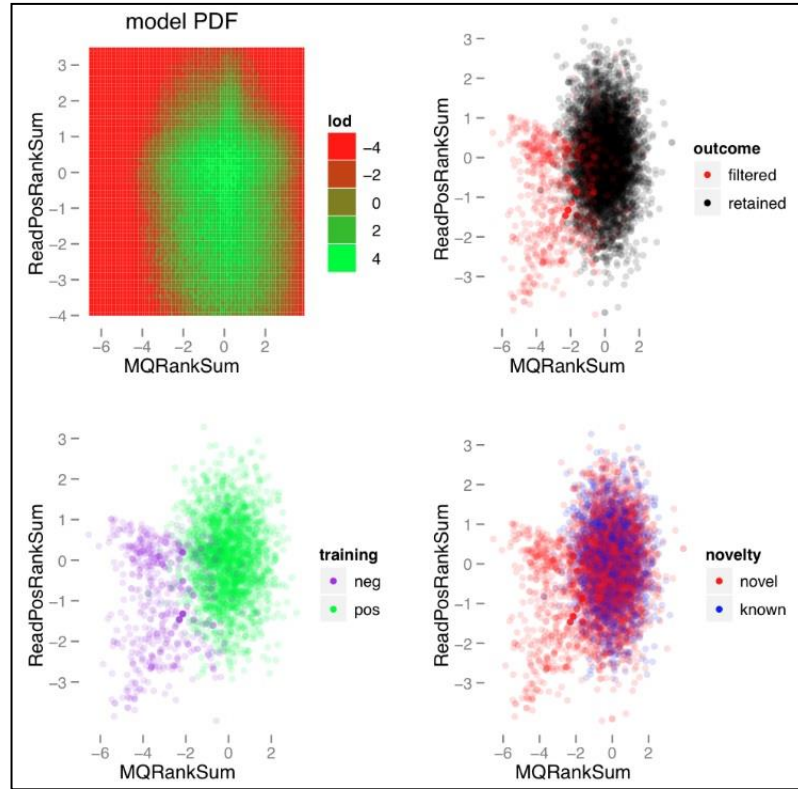 model PDF
3
2
1
0
−1
−2
−3
−4
ReadPosRankSum
−6 −4 −2 0 2
MQRankSum
lod
−4
−2
0
2
4
3
2
1
0
−1
−2
−3
ReadPosRankSum
−6 −4 −2 0 2
MQRankSum
outcome
filtered
retained
3
2
1
0
−1
−2
−3
ReadPosRankSum
−6 −4 −2 0 2
MQRankSum
training
neg
pos
3
2
1
0
−1
−2
−3
ReadPosRankSum
−6 −4 −2 0 2
MQRankSum
novelty
novel
known